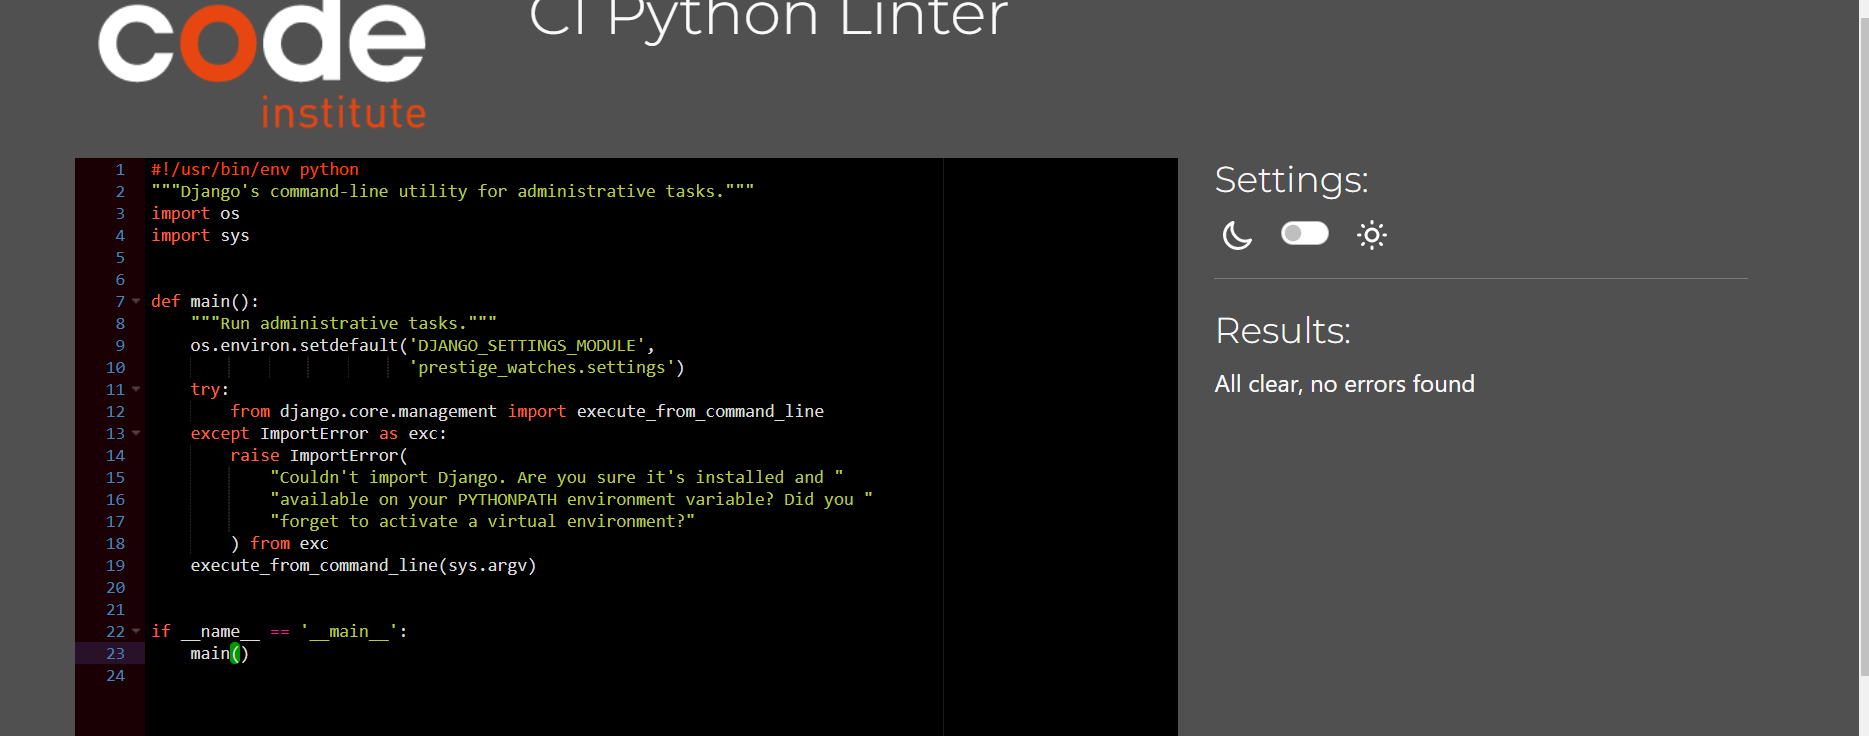 code
institute
CI Python Linter
1 #!/usr/bin/env python
2 """Django's command-line utility for administrative tasks."""
3 import os
4 import sys
5
6
7 def main():
8     """Run administrative tasks."""
9     os.environ.setdefault('DJANGO_SETTINGS_MODULE',
10                           'prestige_watches.settings')
11     try:
12         from django.core.management import execute_from_command_line
13     except ImportError as exc:
14         raise ImportError(
15             "Couldn't import Django. Are you sure it's installed and "
16             "available on your PYTHONPATH environment variable? Did you "
17             "forget to activate a virtual environment?"
18         ) from exc
19     execute_from_command_line(sys.argv)
20
21
22 if __name__ == '__main__':
23     main()
24
Settings:
Results:
All clear, no errors found